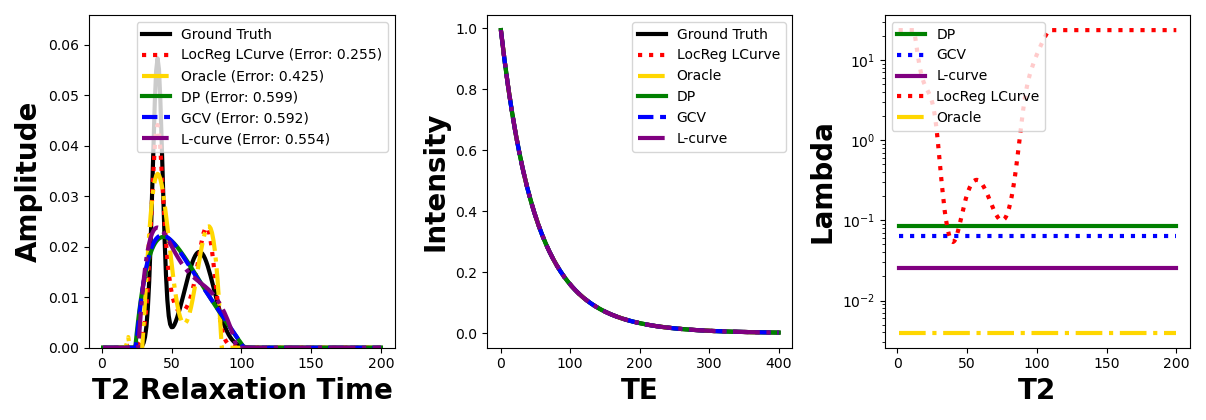 Amplitude
0.06
0.05
0.04
0.03
0.02
0.01
0.00
Ground Truth
LocReg LCurve (Error: 0.255)
Oracle (Error: 0.425)
DP (Error: 0.599)
GCV (Error: 0.592)
L-curve (Error: 0.554)
0 50 100 150 200
T2 Relaxation Time
Intensity
1.0
0.8
0.6
0.4
0.2
0.0
Ground Truth
LocReg LCurve
Oracle
DP
GCV
L-curve
0 100 200 300 400
TE
Lambda
10¹
10⁰
10⁻¹
10⁻²
DP
GCV
L-curve
LocReg LCurve
Oracle
0 50 100 150 200
T2